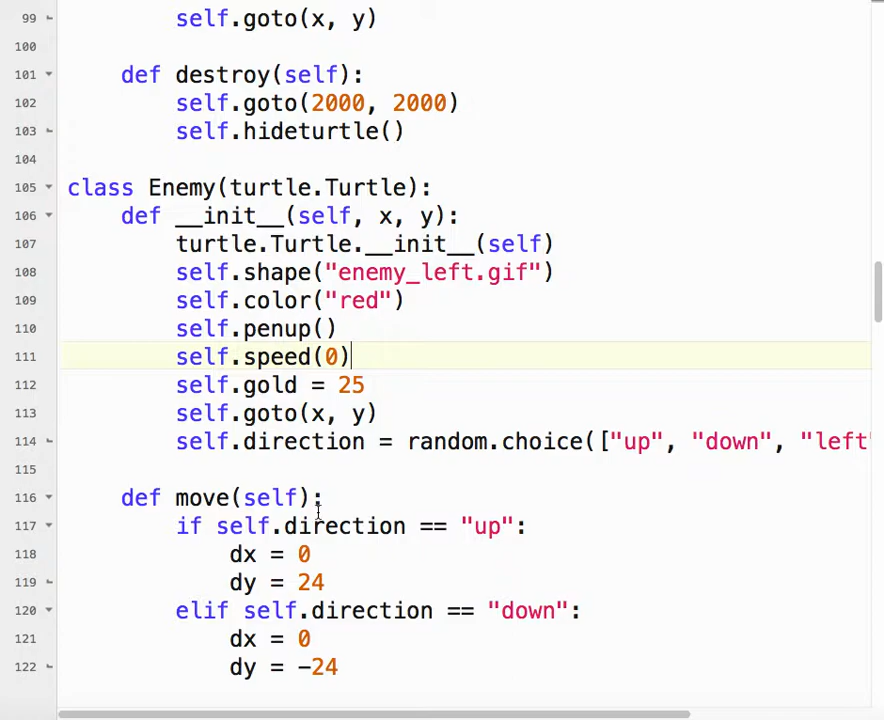 99 self.goto(x, y)
100
101 def destroy(self):
102 self.goto(2000, 2000)
103 self.hideturtle()
104
105 class Enemy(turtle.Turtle):
106 def __init__(self, x, y):
107 turtle.Turtle.__init__(self)
108 self.shape("enemy_left.gif")
109 self.color("red")
110 self.penup()
111 self.speed(0)
112 self.gold = 25
113 self.goto(x, y)
114 self.direction = random.choice(["up", "down", "left"
115
116 def move(self):
117 if self.direction == "up":
118 dx = 0
119 dy = 24
120 elif self.direction == "down":
121 dx = 0
122 dy = -24